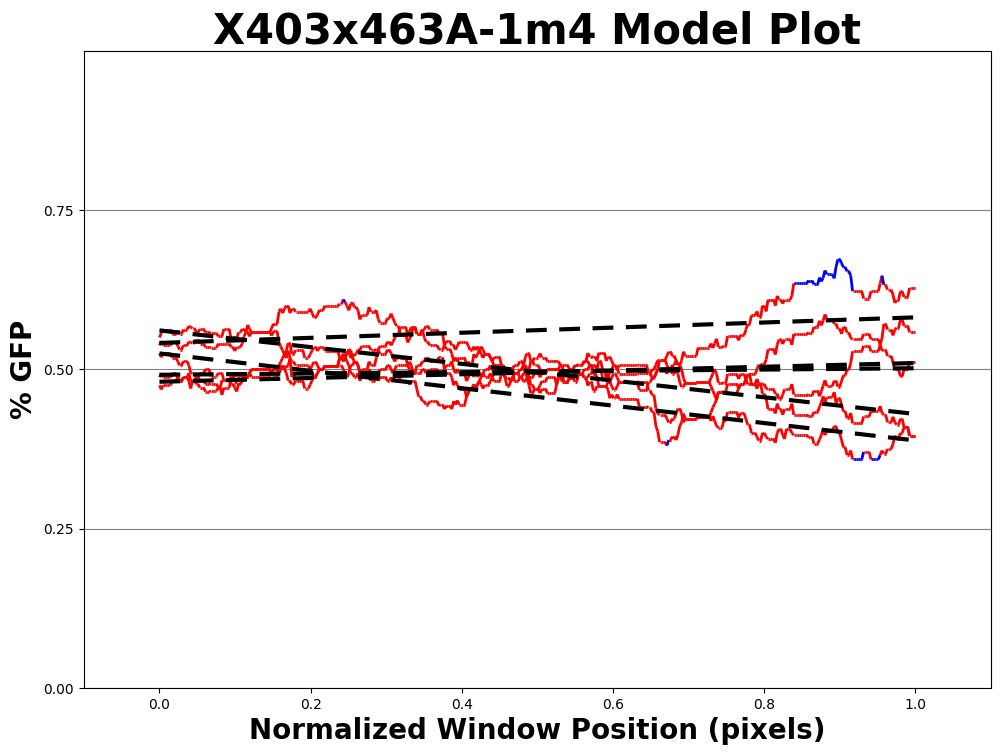 X403x463A-1m4 Model Plot
% GFP
0.75
0.50
0.25
0.00
0.0 0.2 0.4 0.6 0.8 1.0
Normalized Window Position (pixels)